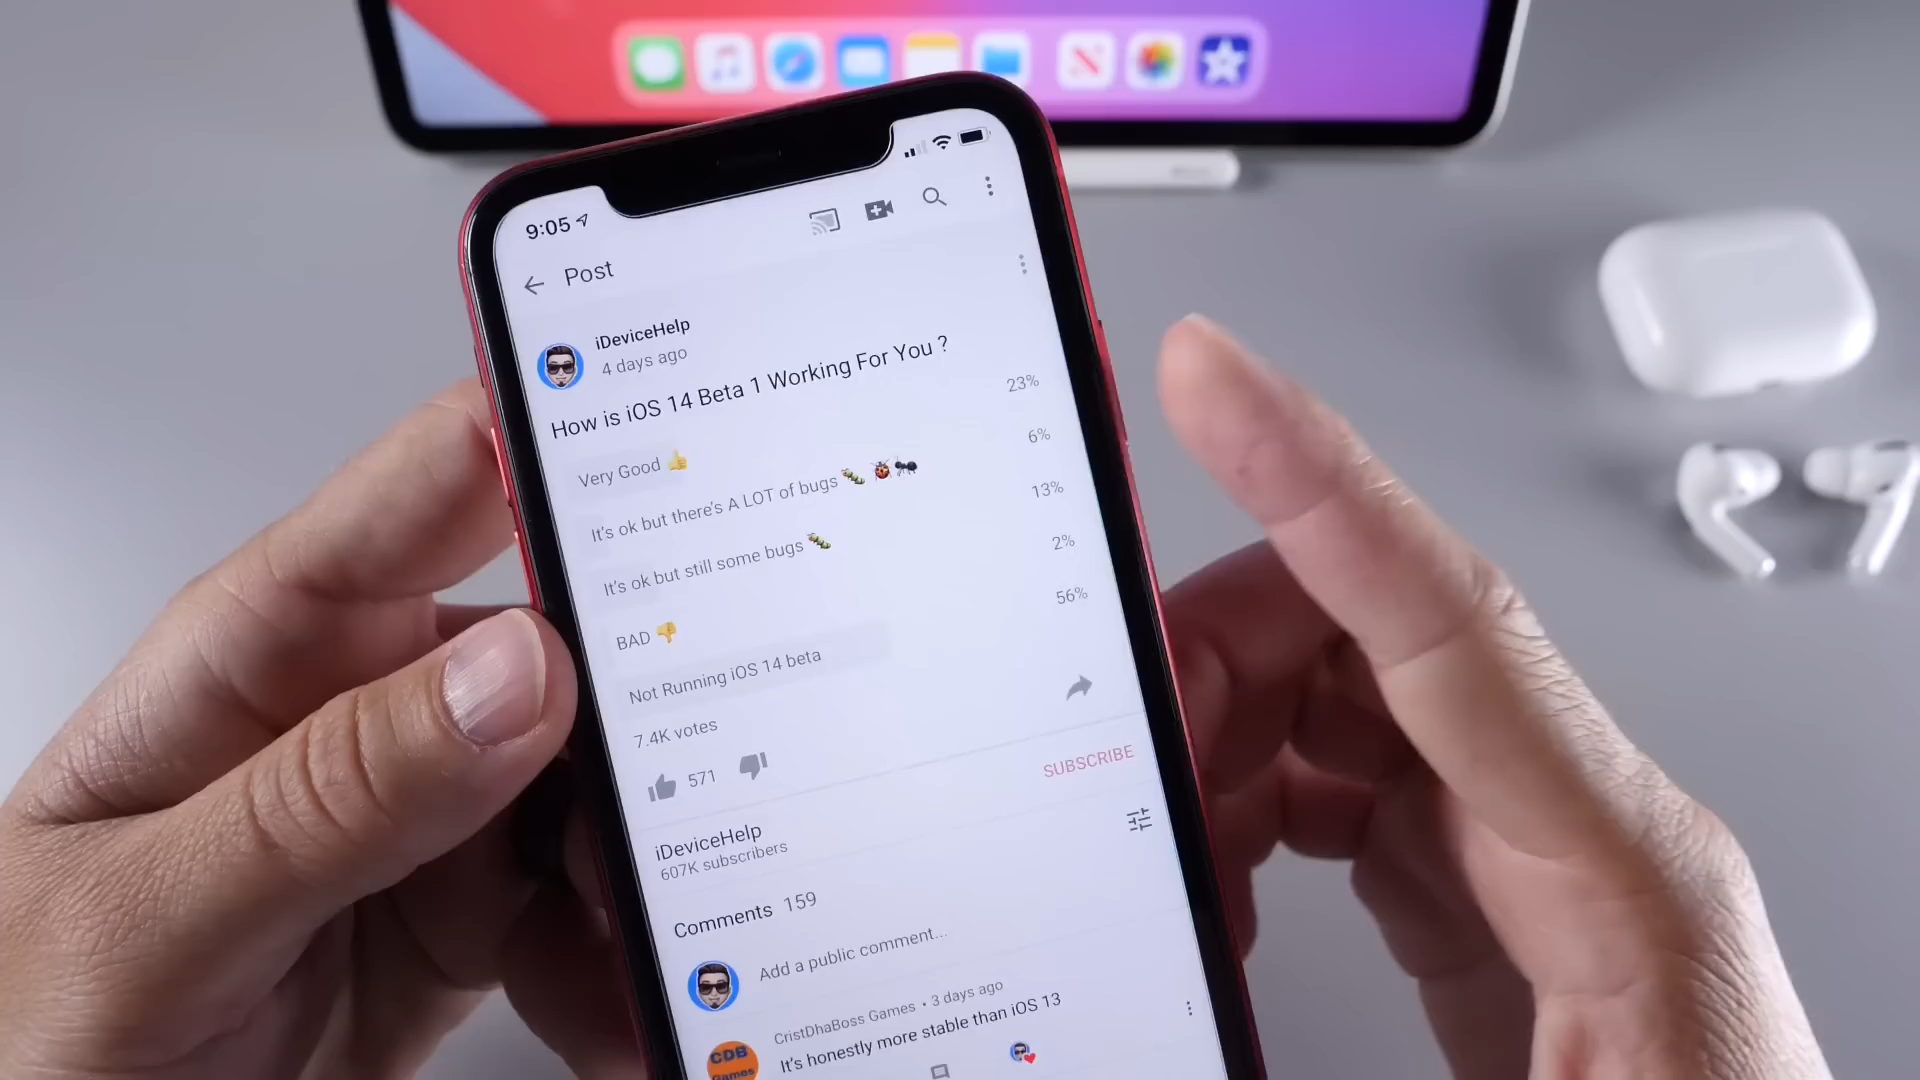 9:05
Post
iDeviceHelp
4 days ago
How is iOS 14 Beta 1 Working For You ?
Very Good 👍 23%
It's ok but there's A LOT of bugs 🐛 🐞 🐜 6%
It's ok but still some bugs 🐛 13%
BAD 👎 2%
Not Running iOS 14 beta 56%
7.4K votes
571
iDeviceHelp
607K subscribers
SUBSCRIBE
Comments 159
Add a public comment...
CristDhaBoss Games • 3 days ago
It's honestly more stable than iOS 13
CDB
Games